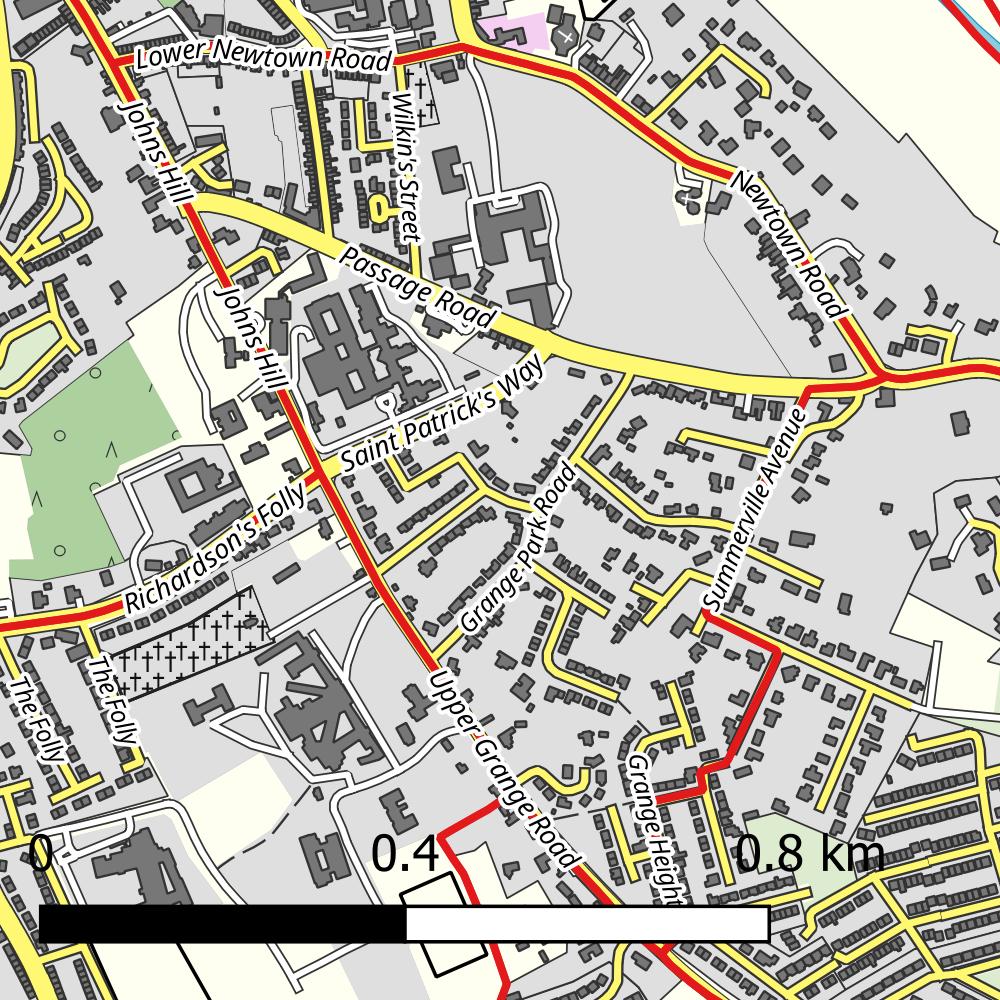 Lower Newtown Road
Johns Hill
Wilkin's Street
Newtown Road
Passage Road
Johns Hill
Saint Patrick's Way
Summerville Avenue
Grange Park Road
Richardson's Folly
The Folly
The Folly
Upper Grange Road
Grange Height
0
0.4
0.8 km